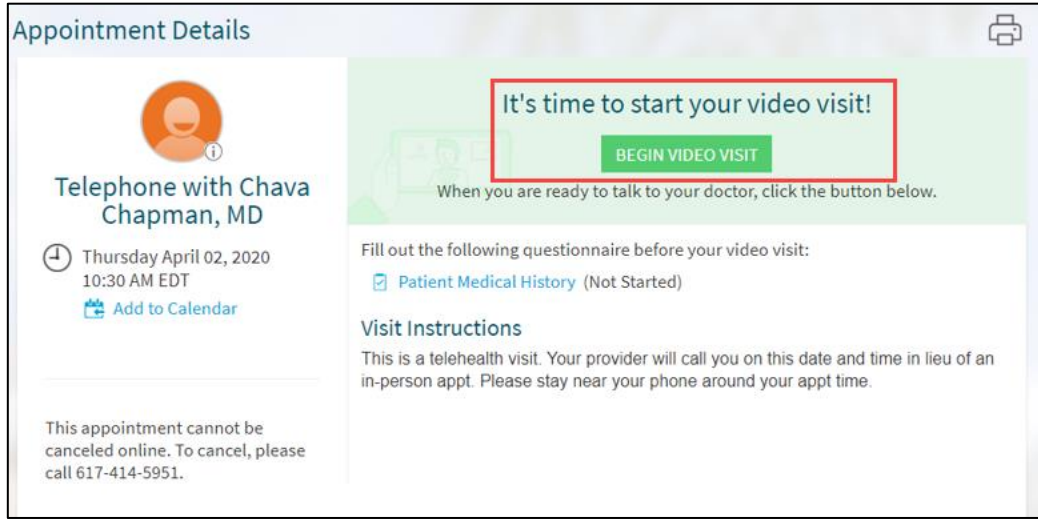 Appointment Details
Telephone with Chava
Chapman, MD
Thursday April 02, 2020
10:30 AM EDT
Add to Calendar
This appointment cannot be
canceled online. To cancel, please
call 617-414-5951.
It's time to start your video visit!
BEGIN VIDEO VISIT
When you are ready to talk to your doctor, click the button below.
Fill out the following questionnaire before your video visit:
Patient Medical History (Not Started)
Visit Instructions
This is a telehealth visit. Your provider will call you on this date and time in lieu of an
in-person appt. Please stay near your phone around your appt time.